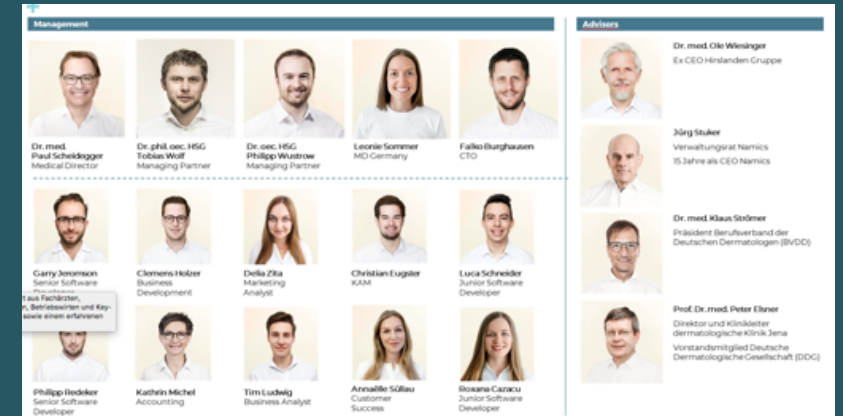 Management
Dr. med.
Paul Scheidegger
Medical Director
Dr. phil. oec. HSG
Tobias Wolf
Managing Partner
Dr. oec. HSG
Philipp Wustrow
Managing Partner
Leonie Sommer
MD Germany
Falko Burghausen
CTO
Garry Jeromson
Senior Software
Clemens Holzer
Business
Development
Delia Zita
Marketing
Analyst
Christian Eugster
KAM
Luca Schneider
Junior Software
Developer
t aus Fachärzten,
n, Betriebswirten und Key-
sowie einem erfahrenen
Philipp Redeker
Senior Software
Developer
Kathrin Michel
Accounting
Tim Ludwig
Business Analyst
Annaëlle Süllau
Customer
Success
Roxana Cazacu
Junior Software
Developer
Advisors
Dr. med. Ole Wiesinger
Ex CEO Hirslanden Gruppe
Jürg Stuker
Verwaltungsrat Namics
15 Jahre als CEO Namics
Dr. med. Klaus Strömer
Präsident Berufsverband der
Deutschen Dermatologen (BVDD)
Prof. Dr. med. Peter Elsner
Direktor und Klinikleiter
dermatologische Klinik Jena
Vorstandsmitglied Deutsche
Dermatologische Gesellschaft (DDG)